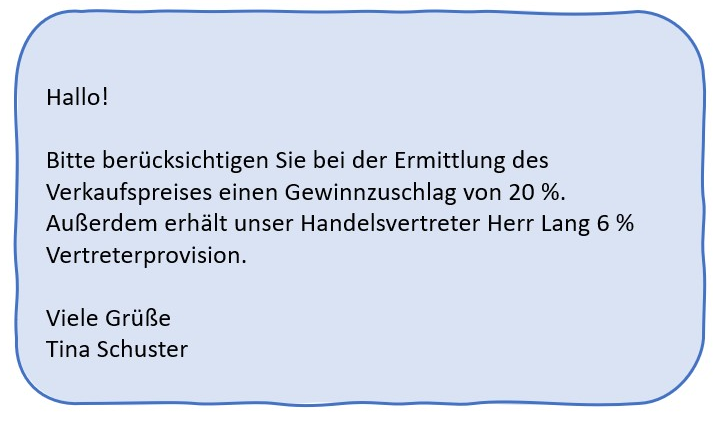 Hallo!
Bitte berücksichtigen Sie bei der Ermittlung des
Verkaufspreises einen Gewinnzuschlag von 20 %.
Außerdem erhält unser Handelsvertreter Herr Lang 6 %
Vertreterprovision.
Viele Grüße
Tina Schuster